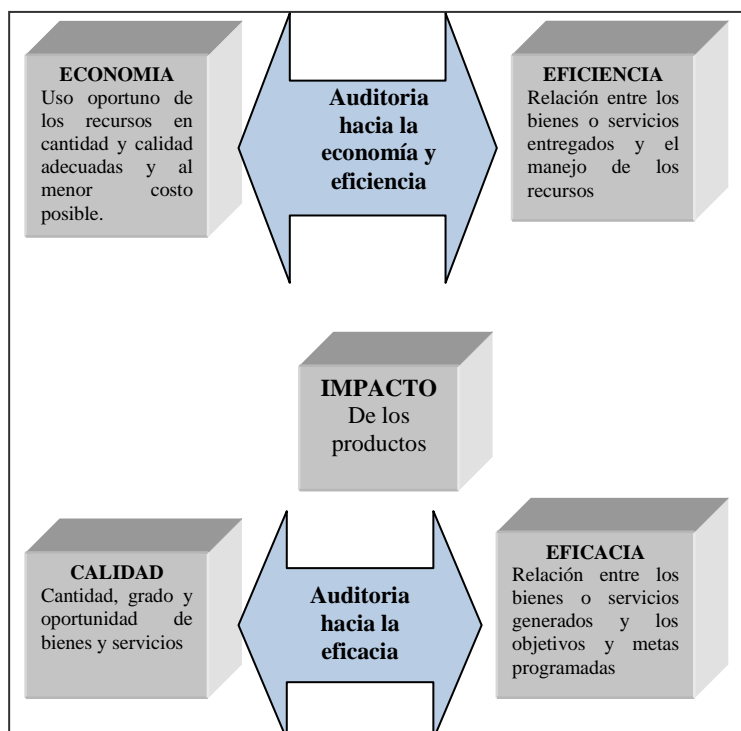 ECONOMIA
Uso oportuno de
los recursos en
cantidad y calidad
adecuadas y al
menor costo
posible.
Auditoria
hacia la
economía y
eficiencia
EFICIENCIA
Relación entre los
bienes o servicios
entregados y el
manejo de los
recursos
IMPACTO
De los
productos
CALIDAD
Cantidad, grado y
oportunidad de
bienes y servicios
Auditoria
hacia la
eficacia
EFICACIA
Relación entre los
bienes o servicios
generados y los
objetivos y metas
programadas